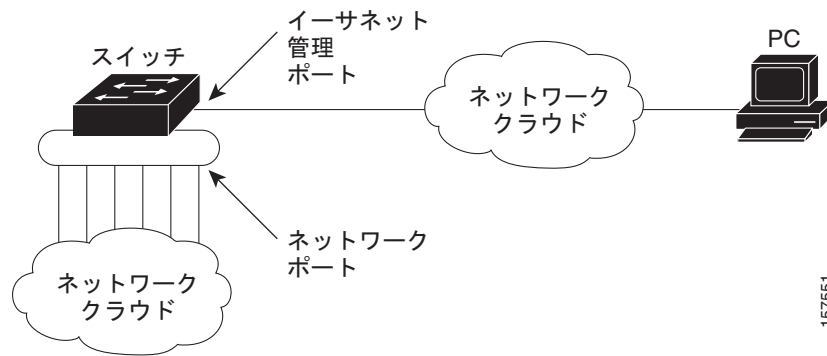 イーサネット
管理
ポート
スイッチ
PC
ネットワーク
クラウド
ネットワーク
ポート
ネットワーク
クラウド
157551